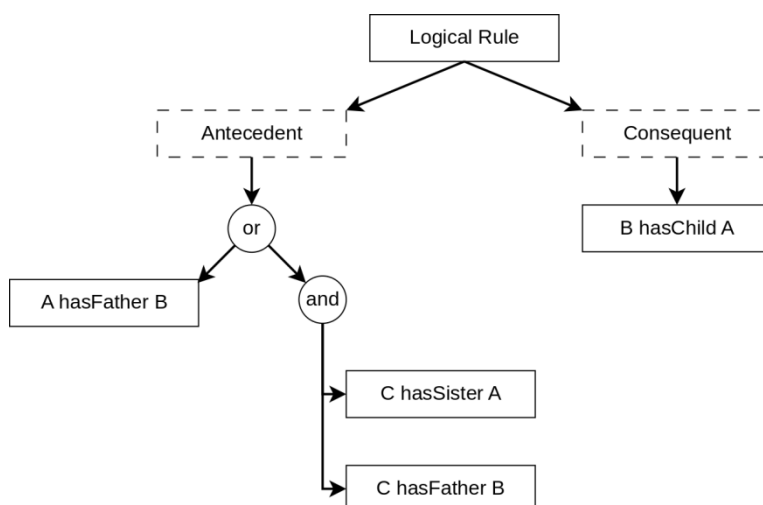 Logical Rule
Antecedent
Consequent
or
B hasChild A
A hasFather B
and
C hasSister A
C hasFather B